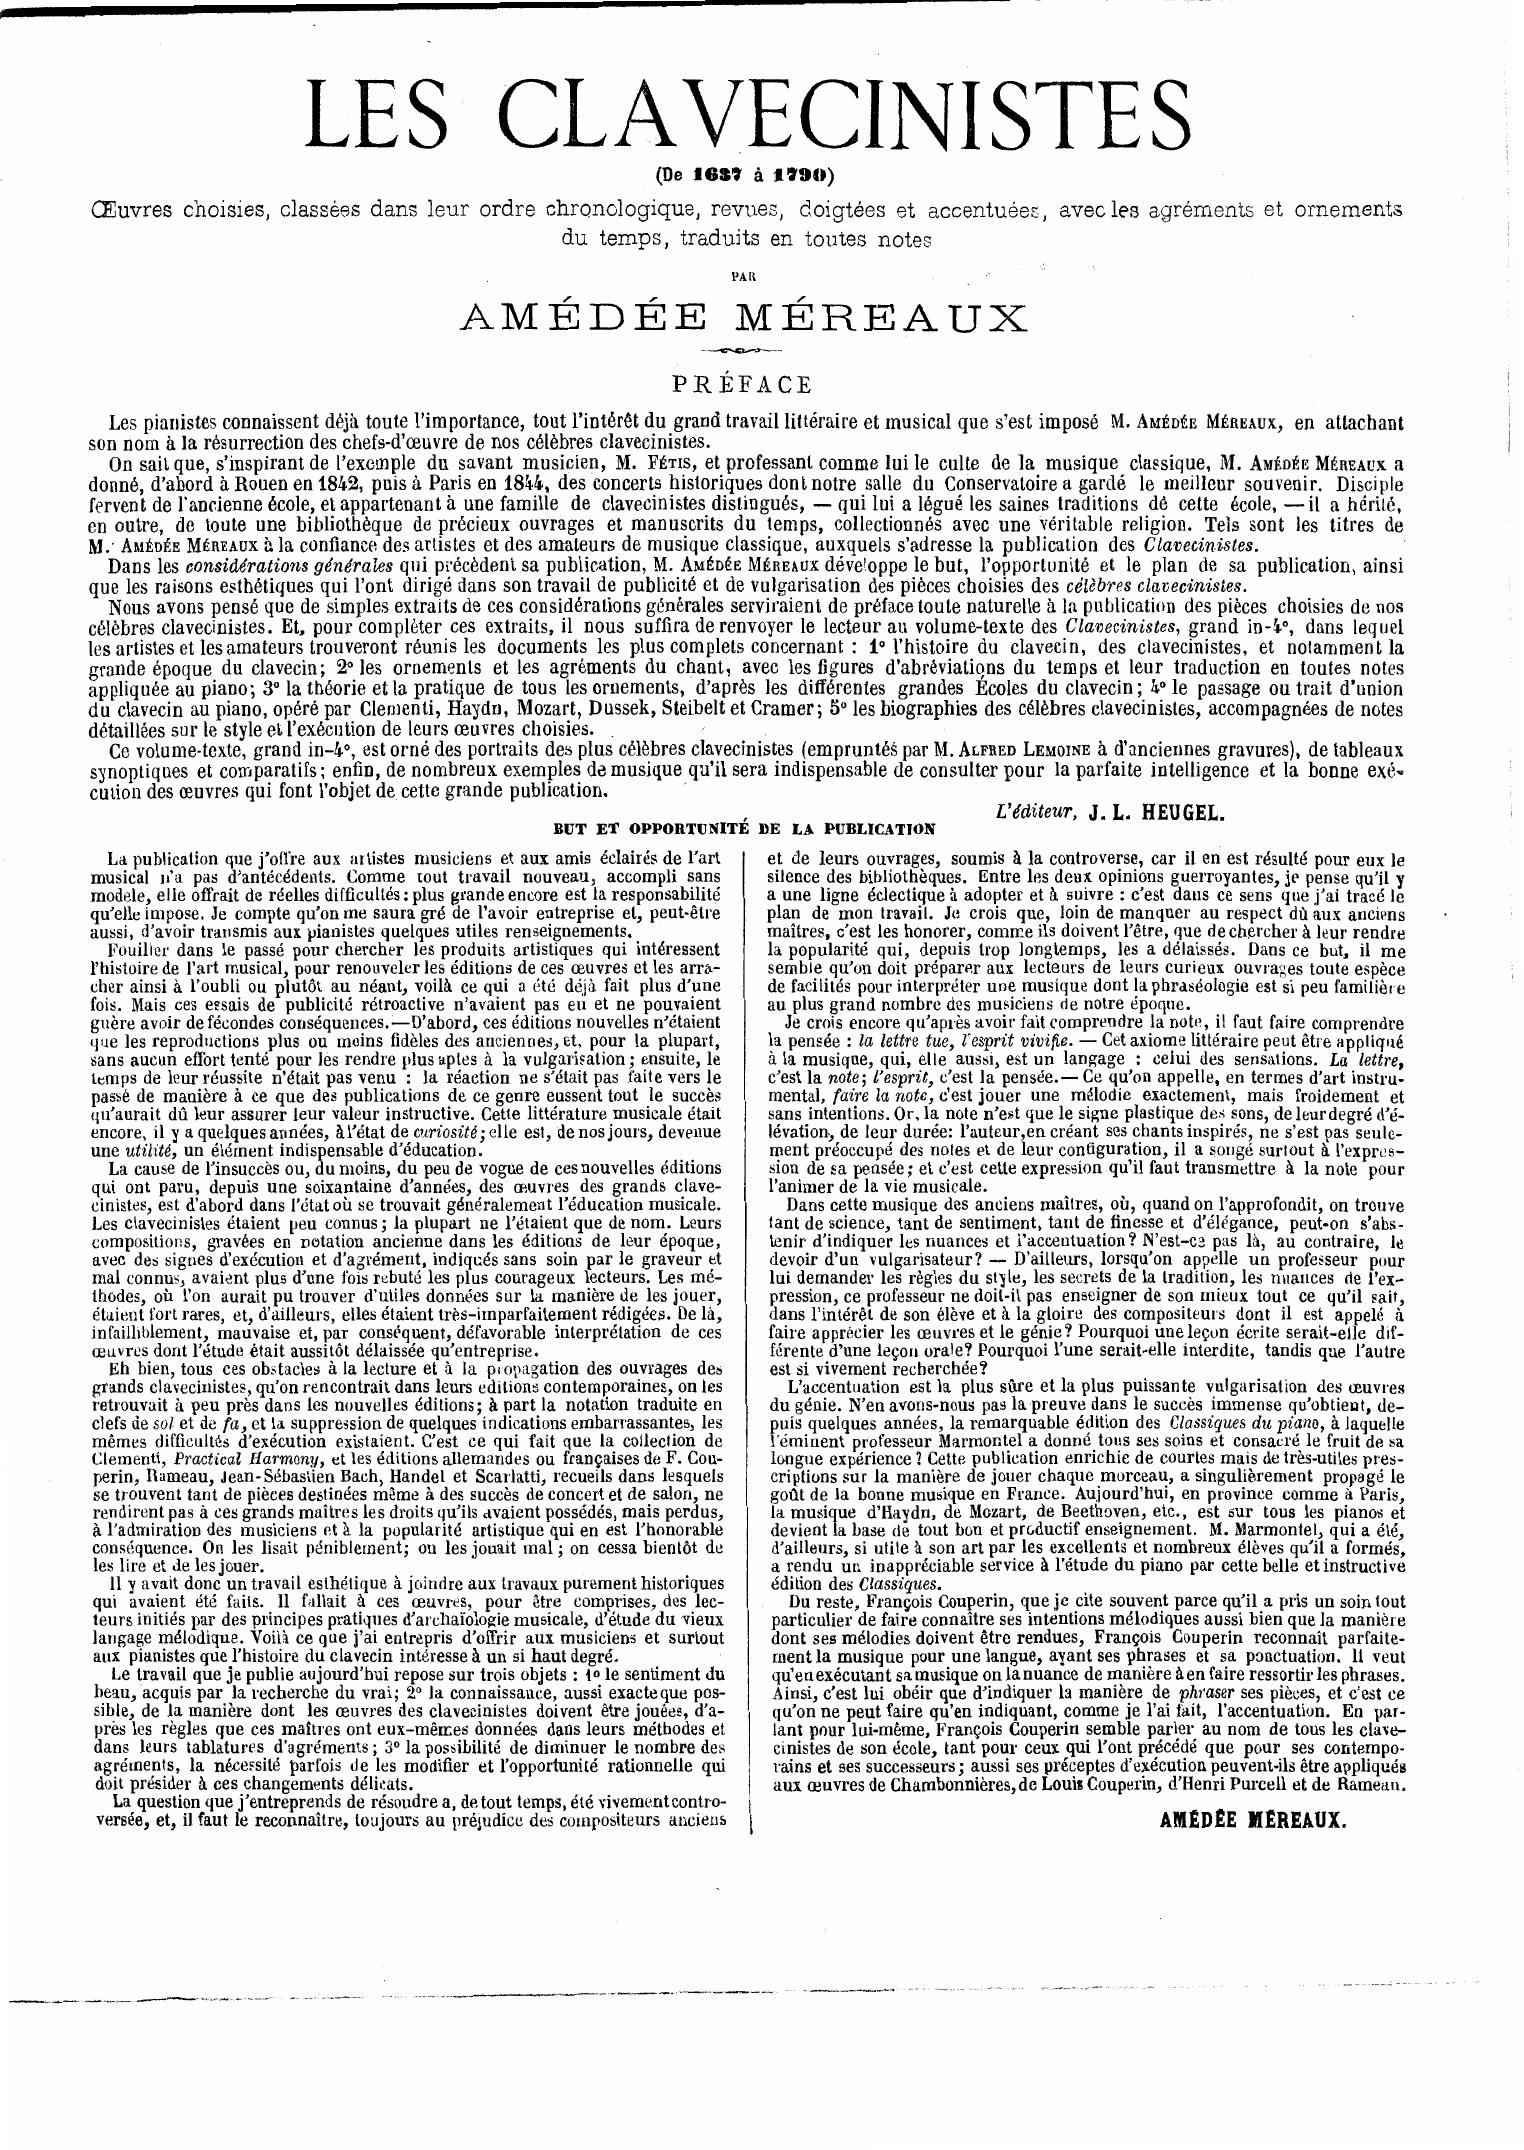 LES CLAVECINISTES
(De 1637 à 1790)
Œuvres choisies, classées dans leur ordre chronologique, revues, doigtées et accentuées, avec les agréments et ornements
du temps, traduits en toutes notes
PAR
AMÉDÉE MÉREAUX
PRÉFACE
Les pianistes connaissent déjà toute l'importance, tout l'intérêt du grand travail littéraire et musical que s'est imposé M. AMÉDÉE MÉREAUX, en attachant
son nom à la résurrection des chefs-d'œuvre de nos célèbres clavecinistes.
On sait que, s'inspirant de l'exemple du savant musicien, M. FÉTIS, et professant comme lui le culte de la musique classique, M. AMÉDÉE MÉREAUX a
donné, d'abord à Rouen en 1842, puis à Paris en 1844, des concerts historiques dont notre salle du Conservatoire a gardé le meilleur souvenir. Disciple
fervent de l'ancienne école, et appartenant à une famille de clavecinistes distingués, — qui lui a légué les saines traditions dé cette école, — il a hérité,
en outre, de toute une bibliothèque de précieux ouvrages et manuscrits du temps, collectionnés avec une véritable religion. Tels sont les titres de
M. AMÉDÉE MÉREAUX à la confiance des artistes et des amateurs de musique classique, auxquels s'adresse la publication des Clavecinistes.
Dans les considérations générales qui précèdent sa publication, M. AMÉDÉE MÉREAUX développe le but, l'opportunité et le plan de sa publication, ainsi
que les raisons esthétiques qui l'ont dirigé dans son travail de publicité et de vulgarisation des pièces choisies des célèbres clavecinistes.
Nous avons pensé que de simples extraits de ces considérations générales serviraient de préface toute naturelle à la publication des pièces choisies de nos
célèbres clavecinistes. Et, pour compléter ces extraits, il nous suffira de renvoyer le lecteur au volume-texte des Clavecinistes, grand in-4°, dans lequel
les artistes et les amateurs trouveront réunis les documents les plus complets concernant : 1° l'histoire du clavecin, des clavecinistes, et notamment la
grande époque du clavecin; 2° les ornements et les agréments du chant, avec les figures d'abréviations du temps et leur traduction en toutes notes
appliquée au piano; 3° la théorie et la pratique de tous les ornements, d'après les différentes grandes Écoles du clavecin; 4° le passage ou trait d'union
du clavecin au piano, opéré par Clementi, Haydn, Mozart, Dussek, Steibelt et Cramer; 5° les biographies des célèbres clavecinistes, accompagnées de notes
détaillées sur le style et l'exécution de leurs œuvres choisies.
Ce volume-texte, grand in-4°, est orné des portraits des plus célèbres clavecinistes (empruntés par M. ALFRED LEMOINE à d'anciennes gravures), de tableaux
synoptiques et comparatifs; enfin, de nombreux exemples de musique qu'il sera indispensable de consulter pour la parfaite intelligence et la bonne exé-
cution des œuvres qui font l'objet de cette grande publication.
L'éditeur, J. L. HEUGEL.
BUT ET OPPORTUNITÉ DE LA PUBLICATION
La publication que j'offre aux artistes musiciens et aux amis éclairés de l'art
musical n'a pas d'antécédents. Comme tout travail nouveau, accompli sans
modele, elle offrait de réelles difficultés : plus grande encore est la responsabilité
qu'elle impose. Je compte qu'on me saura gré de l'avoir entreprise et, peut-être
aussi, d'avoir transmis aux pianistes quelques utiles renseignements.
Fouiller dans le passé pour chercher les produits artistiques qui intéressent
l'histoire de l'art musical, pour renouveler les éditions de ces œuvres et les arra-
cher ainsi à l'oubli ou plutôt au néant, voilà ce qui a été déjà fait plus d'une
fois. Mais ces essais de publicité rétroactive n'avaient pas eu et ne pouvaient
guère avoir de fécondes conséquences.—D'abord, ces éditions nouvelles n'étaient
que les reproductions plus ou moins fidèles des anciennes, et, pour la plupart,
sans aucun effort tenté pour les rendre plus aptes à la vulgarisation; ensuite, le
temps de leur réussite n'était pas venu : la réaction ne s'était pas faite vers le
passé de manière à ce que des publications de ce genre eussent tout le succès
qu'aurait dû leur assurer leur valeur instructive. Cette littérature musicale était
encore, il y a quelques années, à l'état de curiosité; elle est, de nos jours, devenue
une utilité, un élément indispensable d'éducation.
La cause de l'insuccès ou, du moins, du peu de vogue de ces nouvelles éditions
qui ont paru, depuis une soixantaine d'années, des œuvres des grands clave-
cinistes, est d'abord dans l'état où se trouvait généralement l'éducation musicale.
Les clavecinistes étaient peu connus; la plupart ne l'étaient que de nom. Leurs
compositions, gravées en notation ancienne dans les éditions de leur époque,
avec des signes d'exécution et d'agrément, indiqués sans soin par le graveur et
mal connus, avaient plus d'une fois rebuté les plus courageux lecteurs. Les mé-
thodes, où l'on aurait pu trouver d'utiles données sur la manière de les jouer,
étaient fort rares, et, d'ailleurs, elles étaient très-imparfaitement rédigées. De là,
infailliblement, mauvaise et, par conséquent, défavorable interprétation de ces
œuvres dont l'étude était aussitôt délaissée qu'entreprise.
Eh bien, tous ces obstacles à la lecture et à la propagation des ouvrages des
grands clavecinistes, qu'on rencontrait dans leurs editions contemporaines, on les
retrouvait à peu près dans les nouvelles éditions; à part la notation traduite en
clefs de sol et de fa, et la suppression de quelques indications embarrassantes, les
mêmes difficultés d'exécution existaient. C'est ce qui fait que la collection de
Clementi, Practical Harmony, et les éditions allemandes ou françaises de F. Cou-
perin, Rameau, Jean-Sébastien Bach, Handel et Scarlatti, recueils dans lesquels
se trouvent tant de pièces destinées même à des succès de concert et de salon, ne
rendirent pas à ces grands maîtres les droits qu'ils avaient possédés, mais perdus,
à l'admiration des musiciens et à la popularité artistique qui en est l'honorable
conséquence. On les lisait péniblement; ou les jouait mal; on cessa bientôt de
les lire et de les jouer.
Il y avait donc un travail esthétique à joindre aux travaux purement historiques
qui avaient été faits. Il fallait à ces œuvres, pour être comprises, des lec-
teurs initiés par des principes pratiques d'archaïologie musicale, d'étude du vieux
langage mélodique. Voilà ce que j'ai entrepris d'offrir aux musiciens et surtout
aux pianistes que l'histoire du clavecin intéresse à un si haut degré.
Le travail que je publie aujourd'hui repose sur trois objets : 1° le sentiment du
beau, acquis par la recherche du vrai; 2° la connaissance, aussi exacte que pos-
sible, de la manière dont les œuvres des clavecinistes doivent être jouées, d'a-
près les règles que ces maîtres ont eux-mêmes données dans leurs méthodes et
dans leurs tablatures d'agréments; 3° la possibilité de diminuer le nombre des
agréments, la nécessité parfois de les modifier et l'opportunité rationnelle qui
doit présider à ces changements délicats.
La question que j'entreprends de résoudre a, de tout temps, été vivement contro-
versée, et, il faut le reconnaître, toujours au préjudice des compositeurs anciens
et de leurs ouvrages, soumis à la controverse, car il en est résulté pour eux le
silence des bibliothèques. Entre les deux opinions guerroyantes, je pense qu'il y
a une ligne éclectique à adopter et à suivre : c'est dans ce sens que j'ai tracé le
plan de mon travail. Je crois que, loin de manquer au respect dû aux anciens
maîtres, c'est les honorer, comme ils doivent l'être, que de chercher à leur rendre
la popularité qui, depuis trop longtemps, les a délaissés. Dans ce but, il me
semble qu'on doit préparer aux lecteurs de leurs curieux ouvrages toute espèce
de facilités pour interpréter une musique dont la phraséologie est si peu familière
au plus grand nombre des musiciens de notre époque.
Je crois encore qu'après avoir fait comprendre la note, il faut faire comprendre
la pensée : la lettre tue, l'esprit vivifie. — Cet axiome littéraire peut être appliqué
à la musique, qui, elle aussi, est un langage : celui des sensations. La lettre,
c'est la note; l'esprit, c'est la pensée.— Ce qu'on appelle, en termes d'art instru-
mental, faire la note, c'est jouer une mélodie exactement, mais froidement et
sans intentions. Or, la note n'est que le signe plastique des sons, de leur degré d'é-
lévation, de leur durée: l'auteur, en créant ses chants inspirés, ne s'est pas seule-
ment préoccupé des notes et de leur configuration, il a songé surtout à l'expres-
sion de sa pensée; et c'est cette expression qu'il faut transmettre à la note pour
l'animer de la vie musicale.
Dans cette musique des anciens maîtres, où, quand on l'approfondit, on trouve
tant de science, tant de sentiment, tant de finesse et d'élégance, peut-on s'abs-
tenir d'indiquer les nuances et l'accentuation? N'est-ce pas là, au contraire, le
devoir d'un vulgarisateur? — D'ailleurs, lorsqu'on appelle un professeur pour
lui demander les règles du style, les secrets de la tradition, les nuances de l'ex-
pression, ce professeur ne doit-il pas enseigner de son mieux tout ce qu'il sait,
dans l'intérêt de son élève et à la gloire des compositeurs dont il est appelé à
faire apprécier les œuvres et le génie? Pourquoi une leçon écrite serait-elle dif-
férente d'une leçon orale? Pourquoi l'une serait-elle interdite, tandis que l'autre
est si vivement recherchée?
L'accentuation est la plus sûre et la plus puissante vulgarisation des œuvres
du génie. N'en avons-nous pas la preuve dans le succès immense qu'obtient, de-
puis quelques années, la remarquable édition des Classiques du piano, à laquelle
l'éminent professeur Marmontel a donné tous ses soins et consacré le fruit de sa
longue expérience? Cette publication enrichie de courtes mais de très-utiles pres-
criptions sur la manière de jouer chaque morceau, a singulièrement propagé le
goût de la bonne musique en France. Aujourd'hui, en province comme à Paris,
la musique d'Haydn, de Mozart, de Beethoven, etc., est sur tous les pianos et
devient la base de tout bon et productif enseignement. M. Marmontel, qui a été,
d'ailleurs, si utile à son art par les excellents et nombreux élèves qu'il a formés,
a rendu un inappréciable service à l'étude du piano par cette belle et instructive
édition des Classiques.
Du reste, François Couperin, que je cite souvent parce qu'il a pris un soin tout
particulier de faire connaître ses intentions mélodiques aussi bien que la manière
dont ses mélodies doivent être rendues, François Couperin reconnaît parfaite-
ment la musique pour une langue, ayant ses phrases et sa ponctuation. Il veut
qu'en exécutant sa musique on la nuance de manière à en faire ressortir les phrases.
Ainsi, c'est lui obéir que d'indiquer la manière de phraser ses pièces, et c'est ce
qu'on ne peut faire qu'en indiquant, comme je l'ai fait, l'accentuation. En par-
lant pour lui-même, François Couperin semble parler au nom de tous les clave-
cinistes de son école, tant pour ceux qui l'ont précédé que pour ses contempo-
rains et ses successeurs; aussi ses préceptes d'exécution peuvent-ils être appliqués
aux œuvres de Chambonnières, de Louis Couperin, d'Henri Purcell et de Rameau.
AMÉDÉE MÉREAUX.